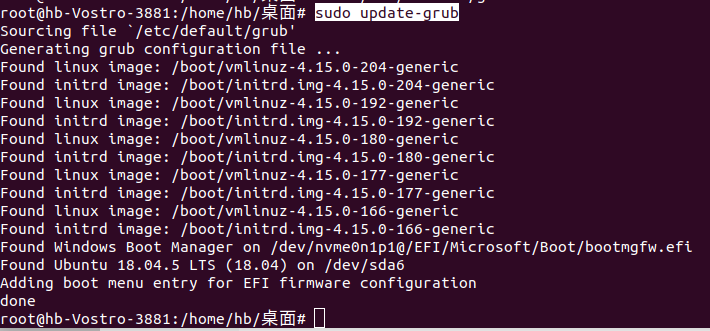 root@hb-Vostro-3881:/home/hb/桌面# sudo update-grub
Sourcing file `/etc/default/grub'
Generating grub configuration file ...
Found linux image: /boot/vmlinuz-4.15.0-204-generic
Found initrd image: /boot/initrd.img-4.15.0-204-generic
Found linux image: /boot/vmlinuz-4.15.0-192-generic
Found initrd image: /boot/initrd.img-4.15.0-192-generic
Found linux image: /boot/vmlinuz-4.15.0-180-generic
Found initrd image: /boot/initrd.img-4.15.0-180-generic
Found linux image: /boot/vmlinuz-4.15.0-177-generic
Found initrd image: /boot/initrd.img-4.15.0-177-generic
Found linux image: /boot/vmlinuz-4.15.0-166-generic
Found initrd image: /boot/initrd.img-4.15.0-166-generic
Found Windows Boot Manager on /dev/nvme0n1p1@/EFI/Microsoft/Boot/bootmgfw.efi
Found Ubuntu 18.04.5 LTS (18.04) on /dev/sda6
Adding boot menu entry for EFI firmware configuration
done
root@hb-Vostro-3881:/home/hb/桌面#